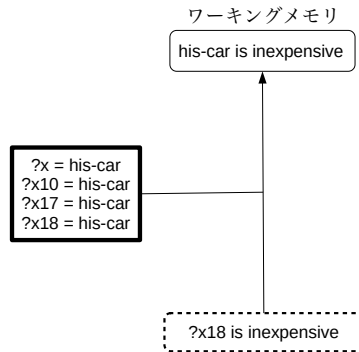 ワーキングメモリ
his-car is inexpensive
?x = his-car
?x10 = his-car
?x17 = his-car
?x18 = his-car
?x18 is inexpensive